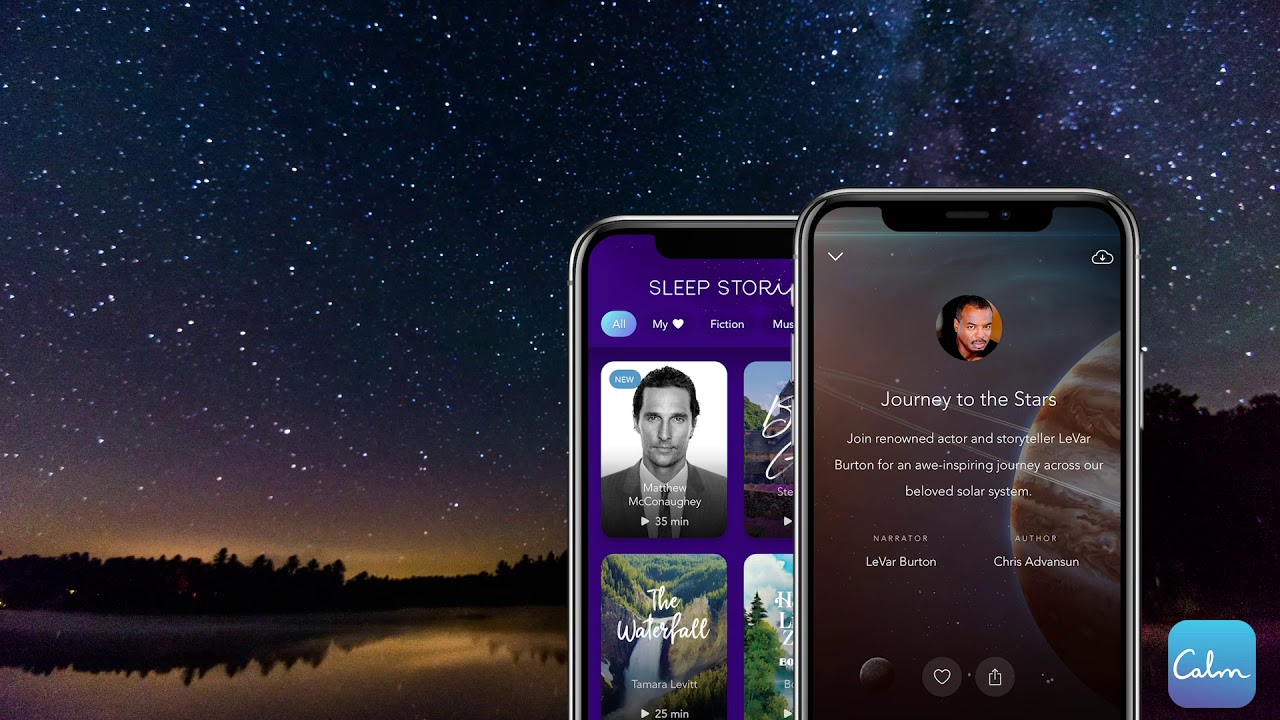 SLEEP STORi
All
My
Fiction
Mus
NEW
Matthew
McConaughey
35 min
Ste
The
Waterfall
Tamara Levitt
25 min
Journey to the Stars
Join renowned actor and storyteller LeVar
Burton for an awe-inspiring journey across our
beloved solar system.
NARRATOR
AUTHOR
LeVar Burton
Chris Advansun
Calm